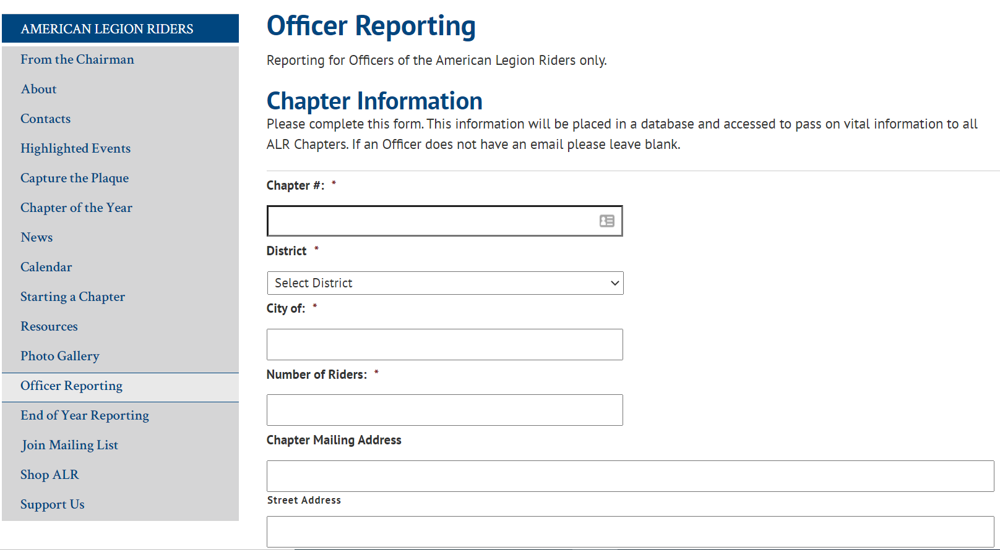 AMERICAN LEGION RIDERS
From the Chairman
About
Contacts
Highlighted Events
Capture the Plaque
Chapter of the Year
News
Calendar
Starting a Chapter
Resources
Photo Gallery
Officer Reporting
End of Year Reporting
Join Mailing List
Shop ALR
Support Us
Officer Reporting
Reporting for Officers of the American Legion Riders only.
Chapter Information
Please complete this form. This information will be placed in a database and accessed to pass on vital information to all
ALR Chapters. If an Officer does not have an email please leave blank.
Chapter #: *
District *
Select District
City of: *
Number of Riders: *
Chapter Mailing Address
Street Address